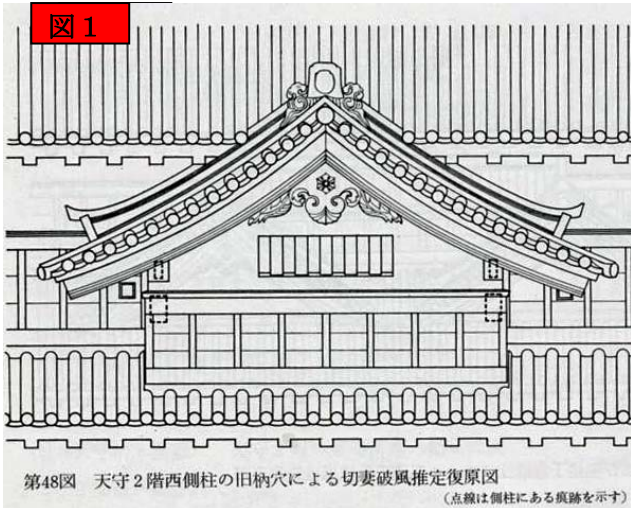 図1
第48図 天守2階西側柱の旧柄穴による切妻破風推定復原図
(点線は側柱にある痕跡を示す)